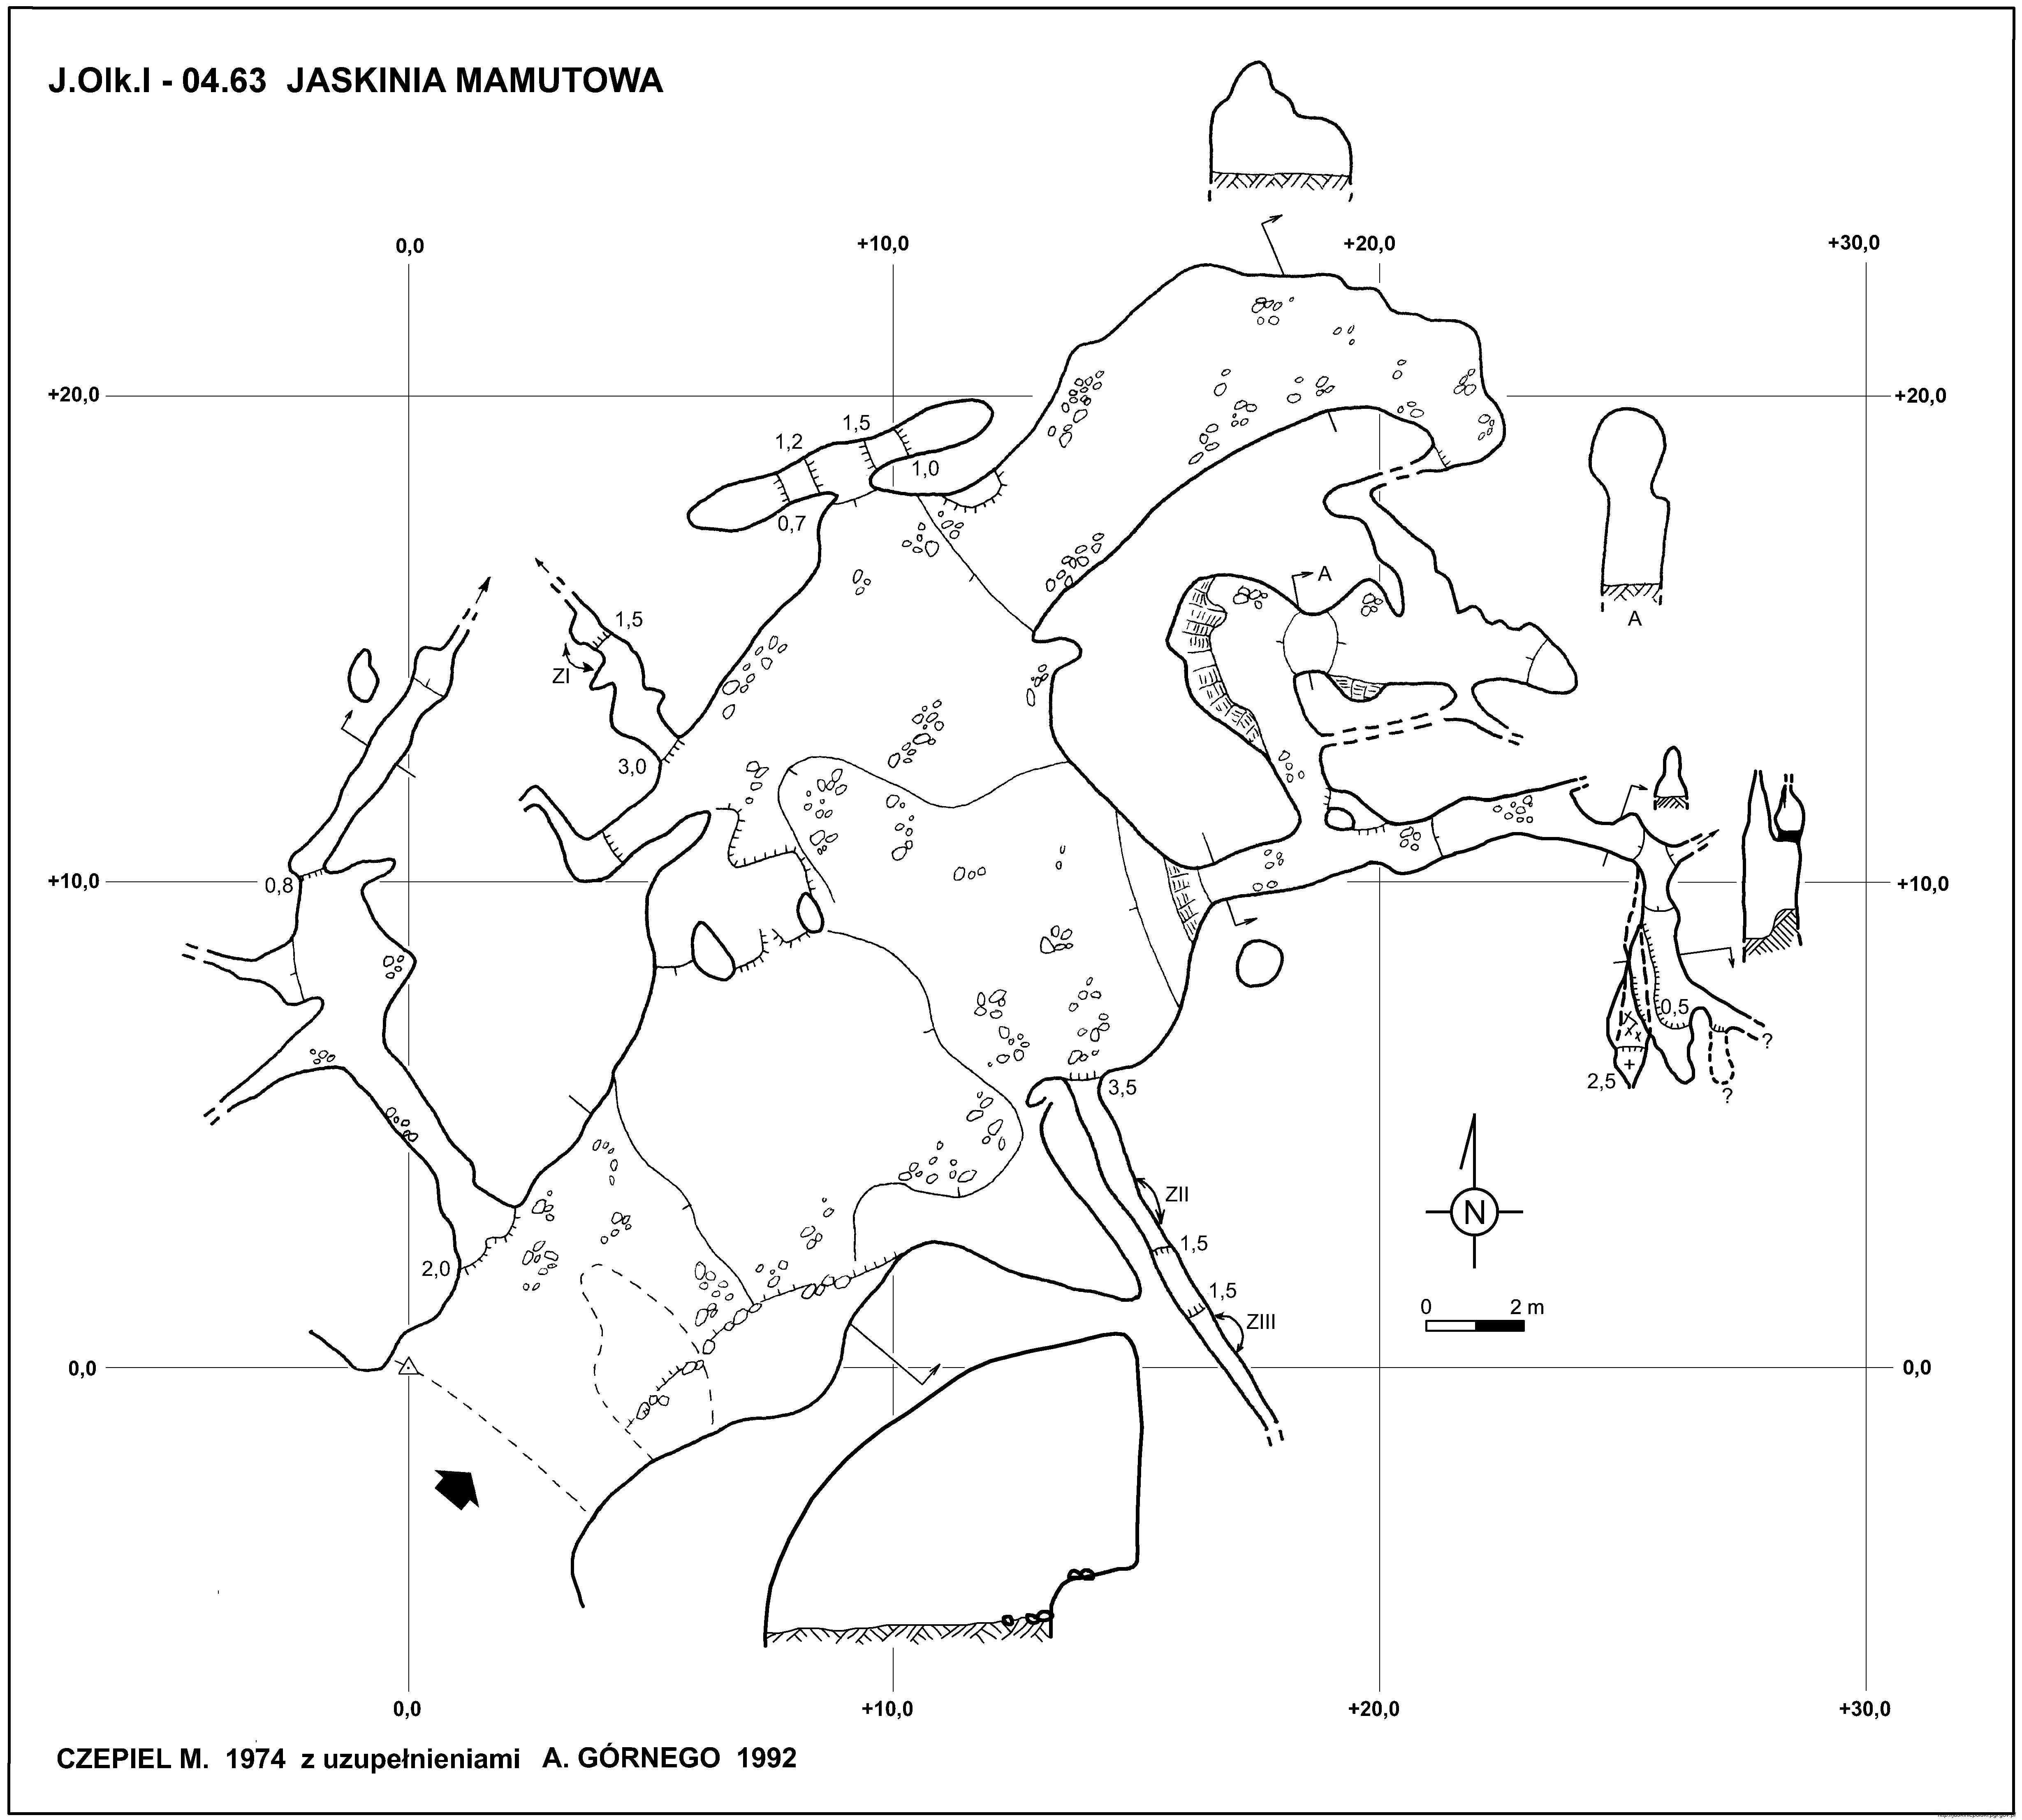 J.Olk.I - 04.63 JASKINIA MAMUTOWA
0,0 +10,0 +20,0 +30,0
+20,0 +20,0
1,2 1,5
1,0
0,7
A
A
1,5
ZI
3,0
+10,0 0,8 +10,0
0,5
?
2,5 ?
3,5
ZII
N
1,5
2,0
1,5
ZIII
0 2 m
0,0 0,0
0,0 +10,0 +20,0 +30,0
CZEPIEL M. 1974 z uzupełnieniami A. GÓRNEGO 1992